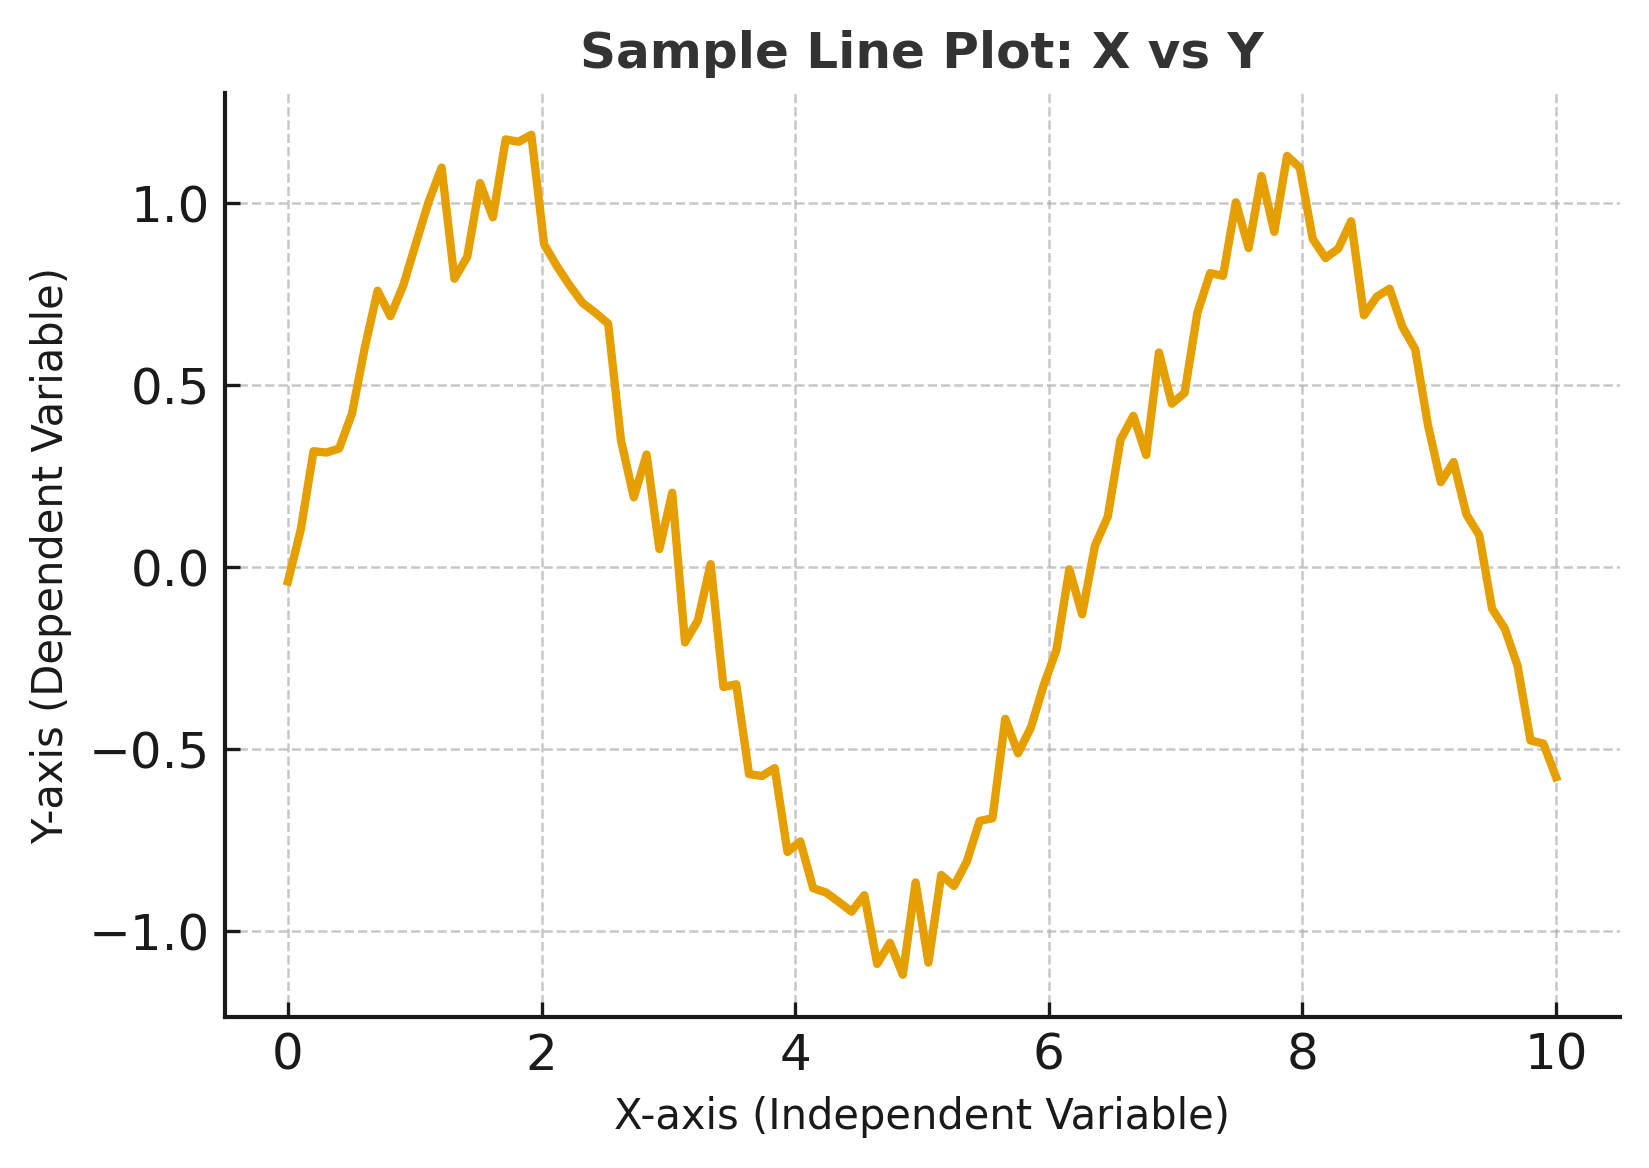 Sample Line Plot: X vs Y
Y-axis (Dependent Variable)
1.0
0.5
0.0
−0.5
−1.0
0 2 4 6 8 10
X-axis (Independent Variable)